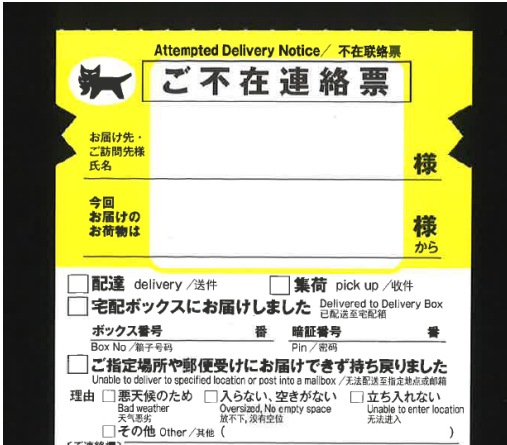 Attempted Delivery Notice／不在联络票
ご不在連絡票
お届け先・
ご訪問先様
氏名
様
今回
お届けの
お荷物は
様
から
配達 delivery／送件 集荷 pick up／收件
宅配ボックスにお届けしました Delivered to Delivery Box
已配送至宅配箱
ボックス番号 番 暗証番号 番
Box No／箱子号码 Pin／密码
ご指定場所や郵便受けにお届けできず持ち戻りました
Unable to deliver to specified location or post into a mailbox／无法配送至指定地点或邮箱
理由 悪天候のため 入らない、空きがない 立ち入れない
Bad weather Oversized, No empty space Unable to enter location
天气恶劣 放不下, 没有空位 无法进入
その他 Other／其他 ( )